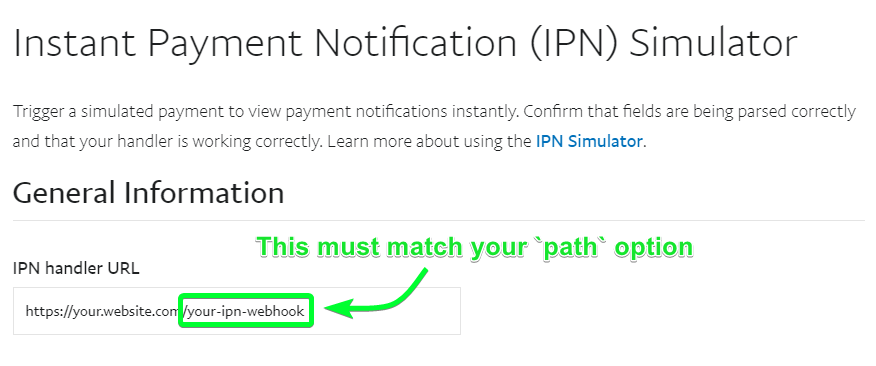 Instant Payment Notification (IPN) Simulator
Trigger a simulated payment to view payment notifications instantly. Confirm that fields are being parsed correctly
and that your handler is working correctly. Learn more about using the IPN Simulator.
General Information
This must match your `path` option
IPN handler URL
https://your.website.com/your-ipn-webhook